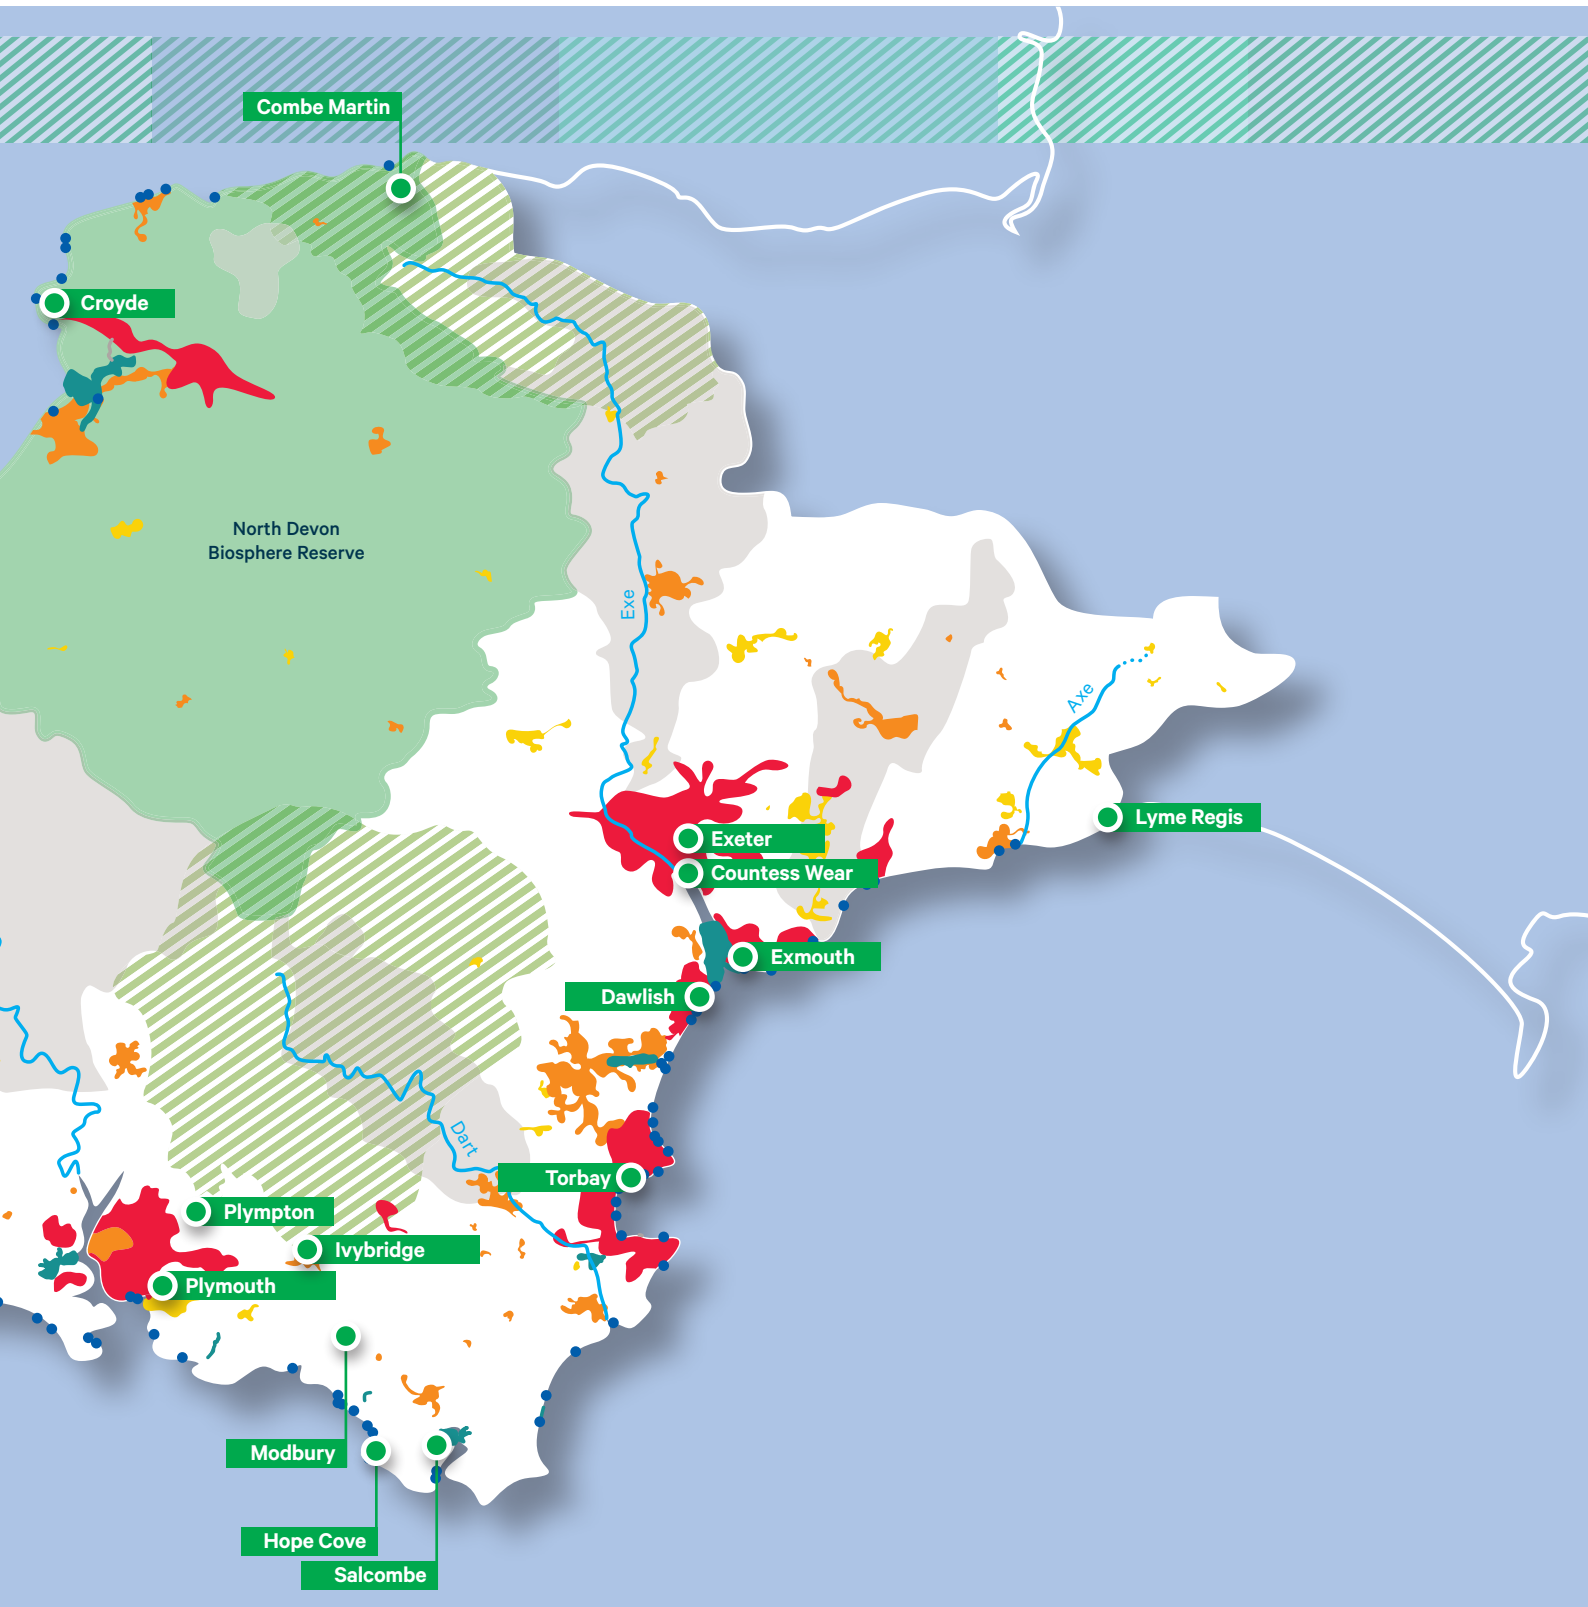 Combe Martin
Croyde
North Devon
Biosphere Reserve
Exe
Axe
Lyme Regis
Exeter
Countess Wear
Exmouth
Dawlish
Dart
Torbay
Plympton
Ivybridge
Plymouth
Modbury
Hope Cove
Salcombe